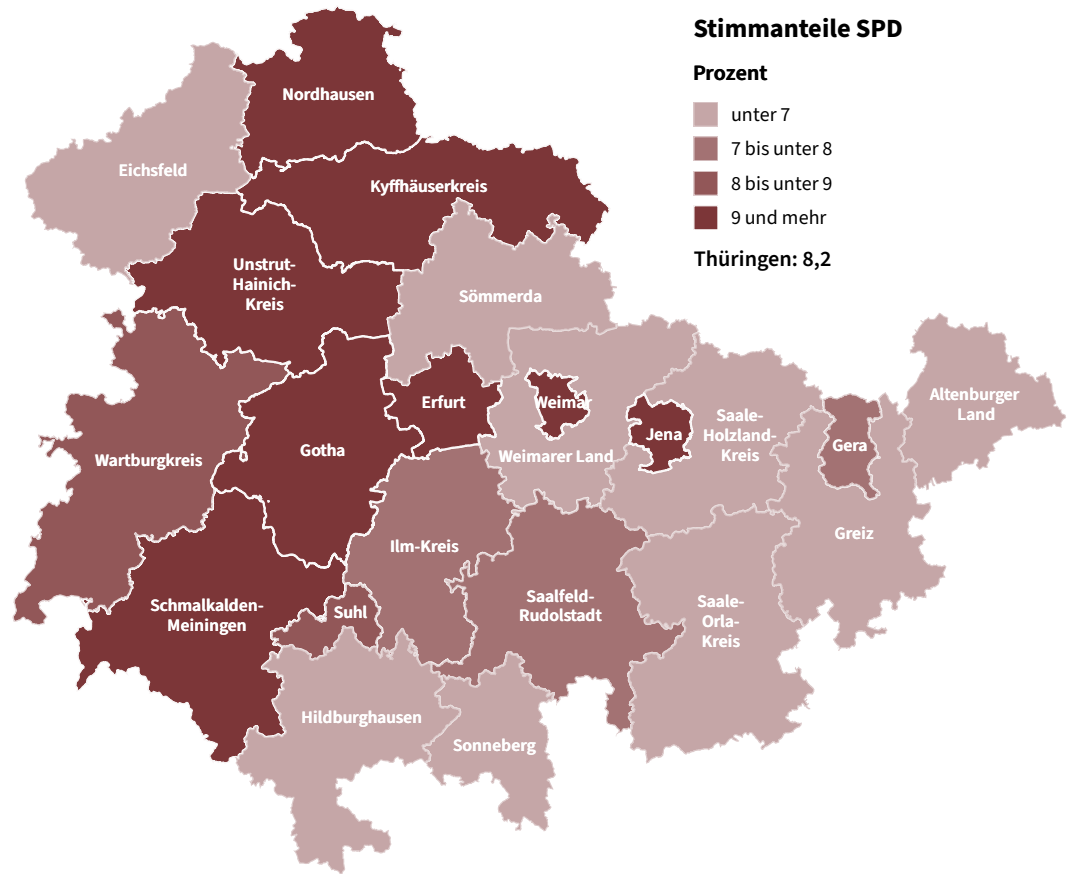 Stimmanteile SPD
Prozent
unter 7
7 bis unter 8
8 bis unter 9
9 und mehr
Thüringen: 8,2
Nordhausen
Eichsfeld
Kyffhäuserkreis
Unstrut-
Hainich-
Kreis
Sömmerda
Erfurt
Weimar
Jena
Saale-
Holzland-
Kreis
Altenburger
Land
Gera
Wartburgkreis
Gotha
Weimarer Land
Greiz
Ilm-Kreis
Schmalkalden-
Meiningen
Suhl
Saalfeld-
Rudolstadt
Saale-
Orla-
Kreis
Hildburghausen
Sonneberg